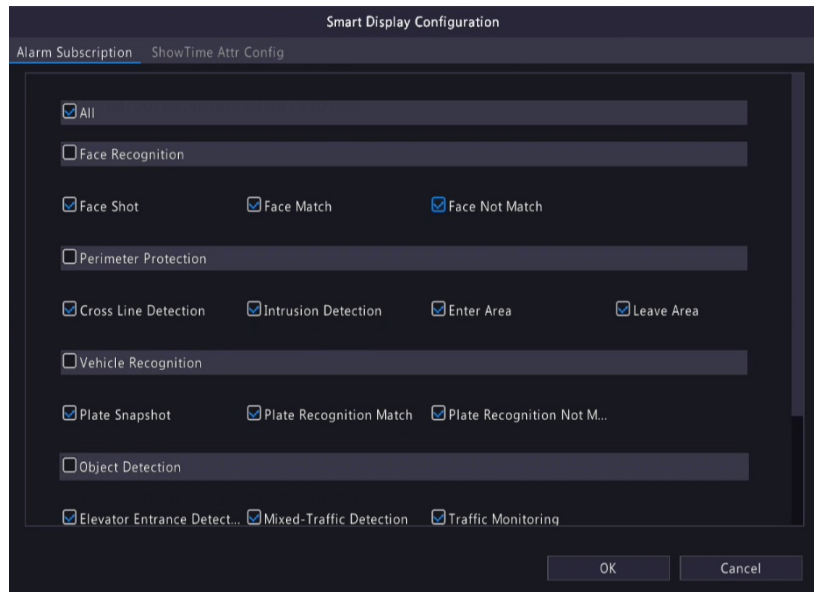 Smart Display Configuration
Alarm Subscription ShowTime Attr Config
All
Face Recognition
Face Shot Face Match Face Not Match
Perimeter Protection
Cross Line Detection Intrusion Detection Enter Area Leave Area
Vehicle Recognition
Plate Snapshot Plate Recognition Match Plate Recognition Not M...
Object Detection
Elevator Entrance Detect... Mixed-Traffic Detection Traffic Monitoring
OK Cancel